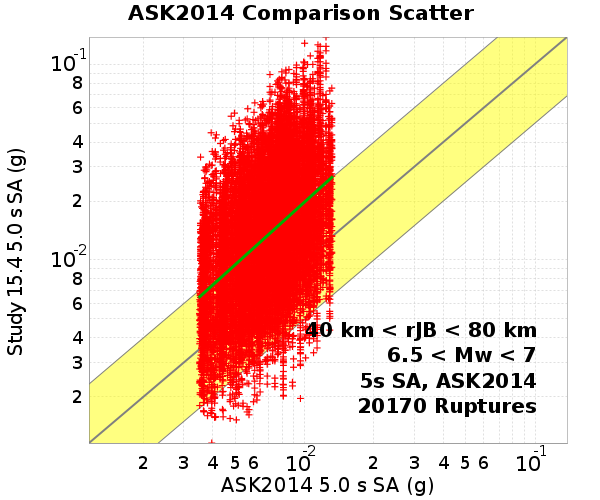 ASK2014 Comparison Scatter
Study 15.4 5.0 s SA (g)
10-1
8
6
4
3
2
10-2
8
6
4
3
2
40 km < rJB < 80 km
6.5 < Mw < 7
5s SA, ASK2014
20170 Ruptures
2 3 4 5 6 10-2 2 3 4 5 6 10-1
ASK2014 5.0 s SA (g)